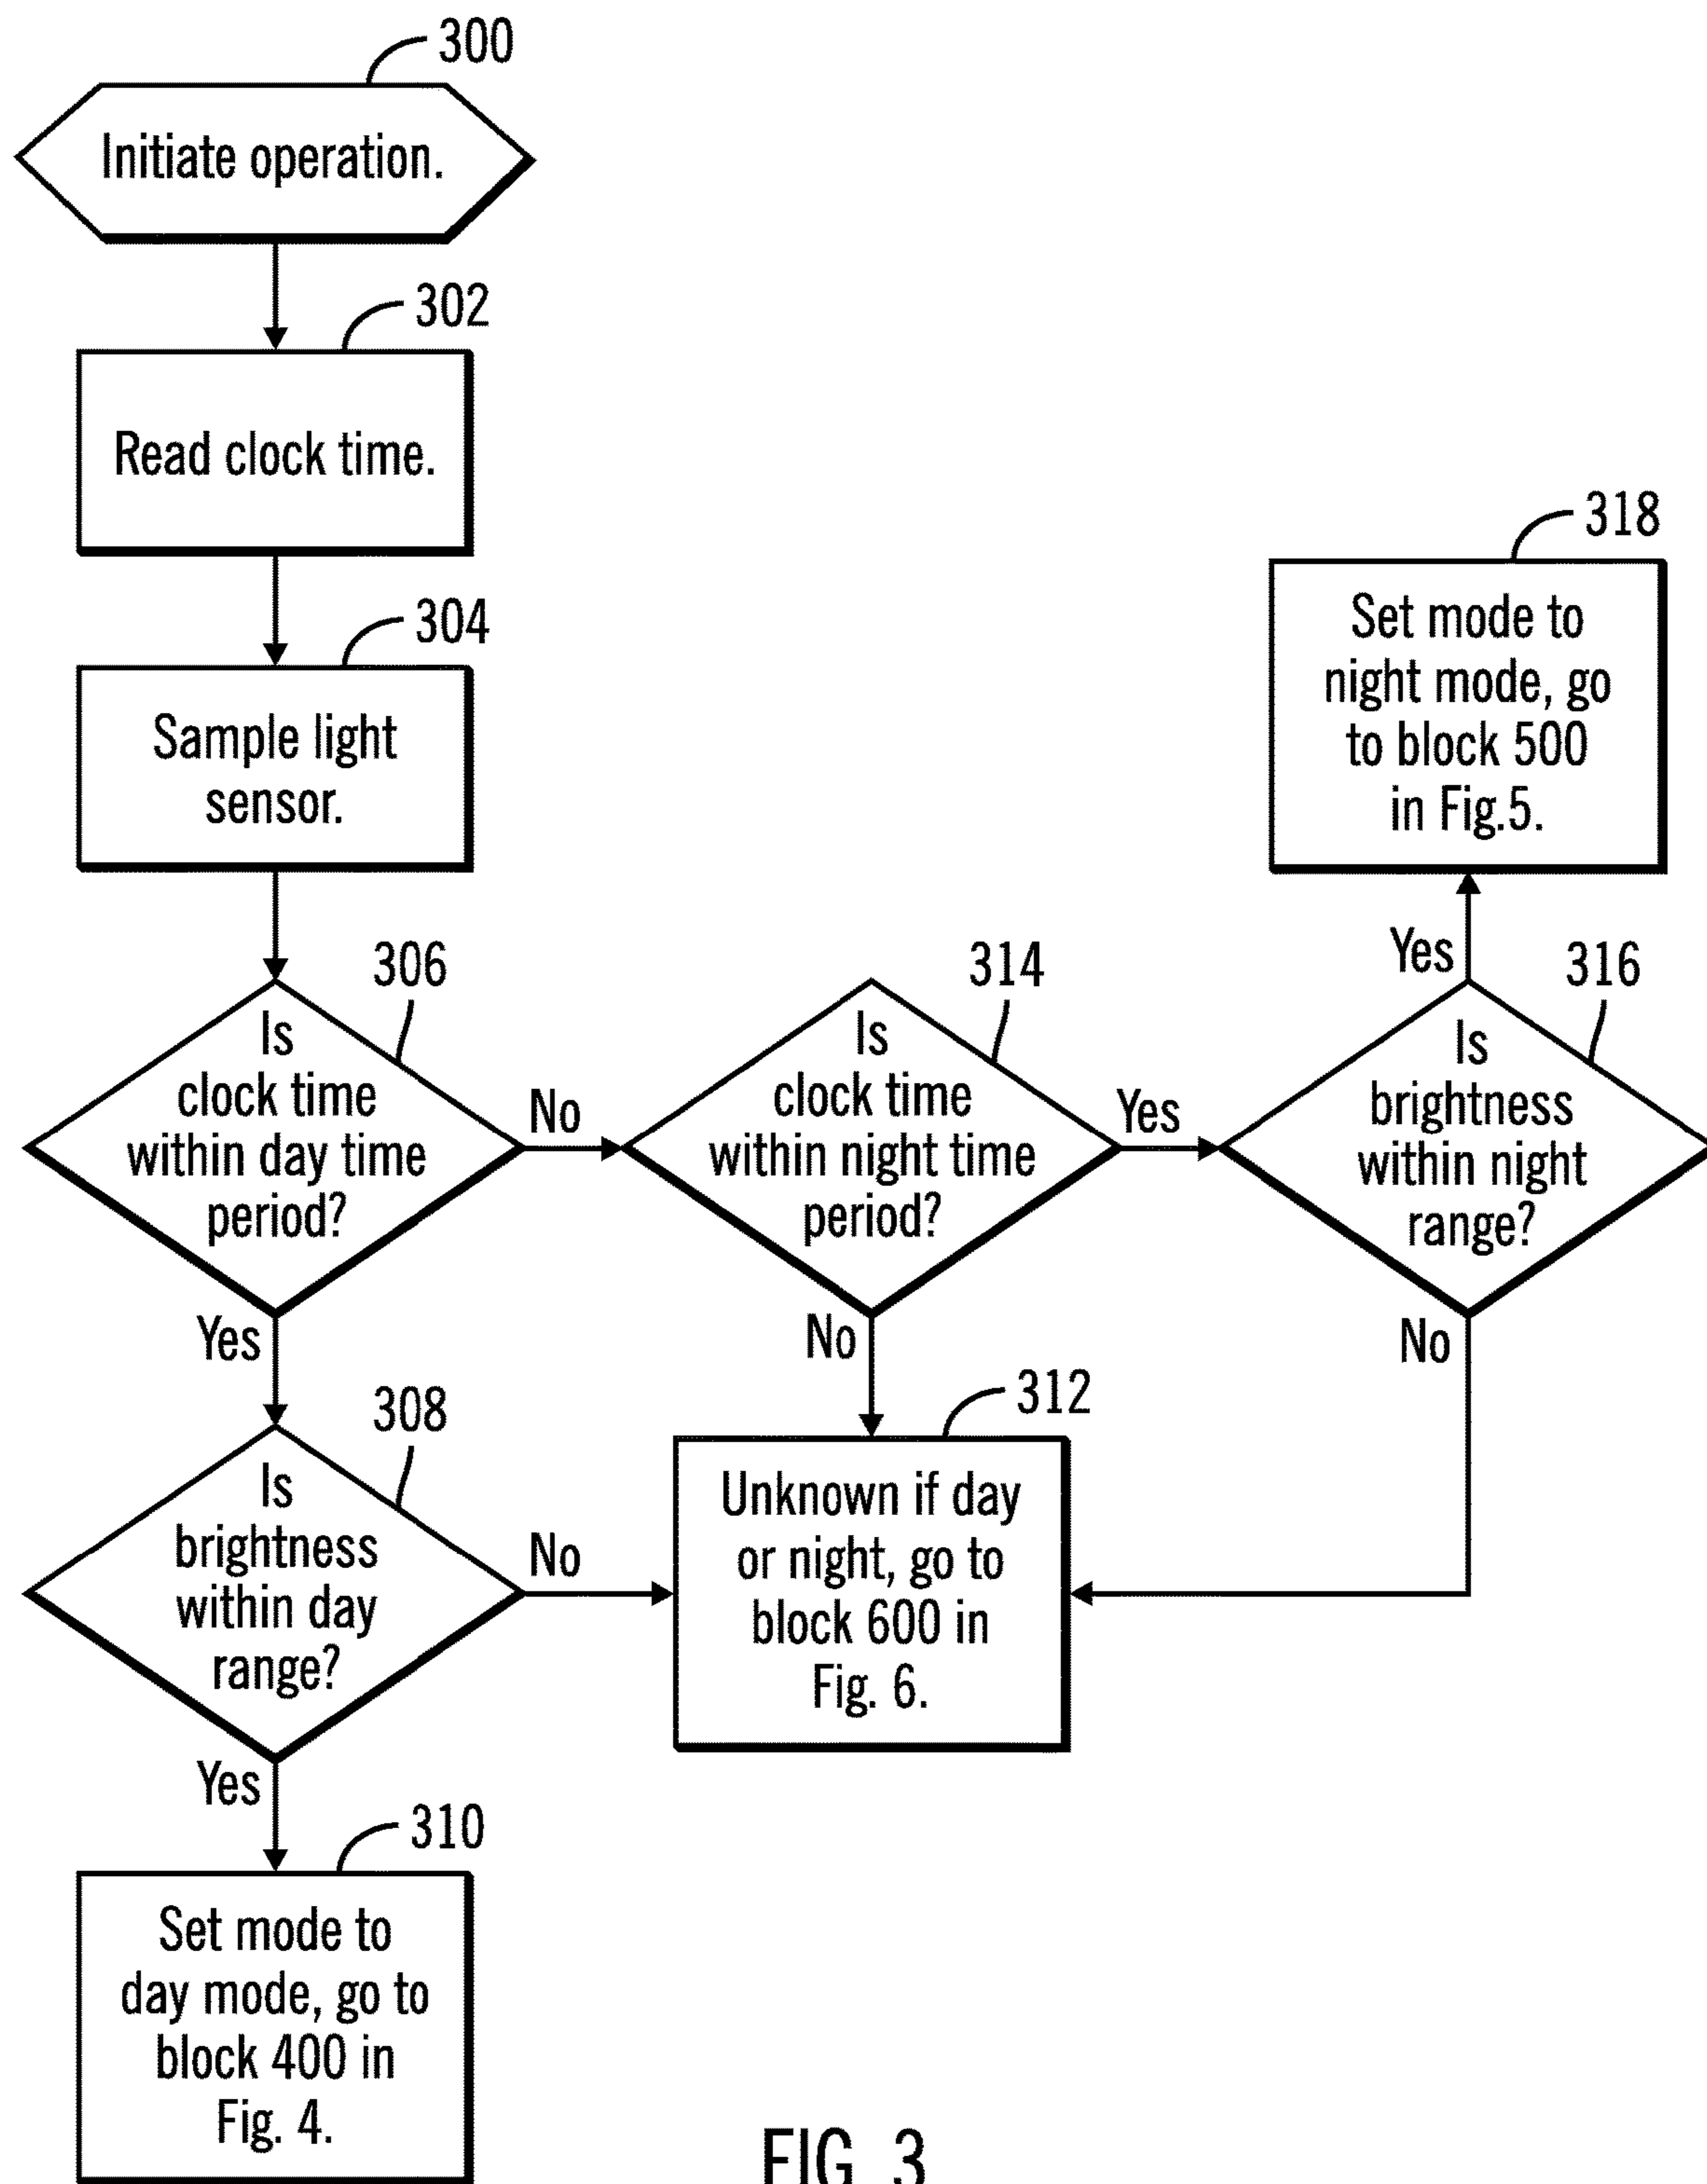 300
Initiate operation.
302
Read clock time.
304
Sample light
sensor.
306
Is
clock time
within day time
period?
No
Yes
314
Is
clock time
within night time
period?
Yes
No
316
Is
brightness
within night
range?
Yes
No
318
Set mode to
night mode, go
to block 500
in Fig.5.
308
Is
brightness
within day
range?
No
Yes
312
Unknown if day
or night, go to
block 600 in
Fig. 6.
310
Set mode to
day mode, go to
block 400 in
Fig. 4.
FIG. 3